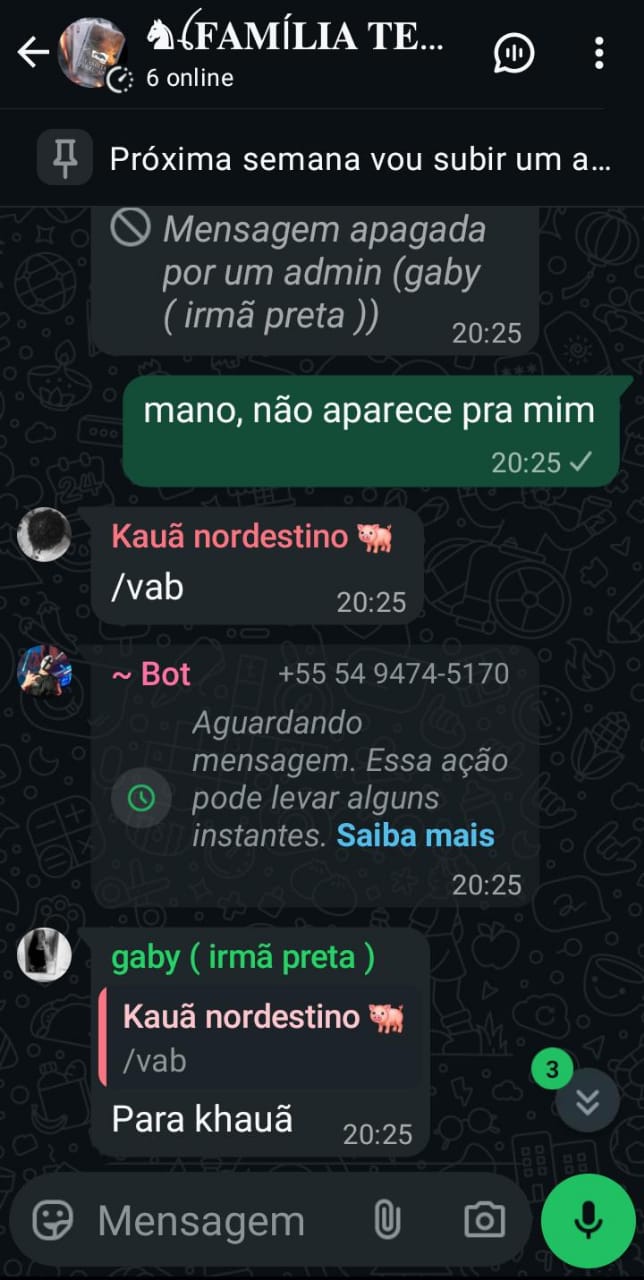 FAMÍLIA TE...
6 online
Próxima semana vou subir um a...
Mensagem apagada
por um admin (gaby
( irmã preta ))
20:25
mano, não aparece pra mim
20:25
Kauã nordestino 🐖
/vab
20:25
~ Bot +55 54 9474-5170
Aguardando
mensagem. Essa ação
pode levar alguns
instantes. Saiba mais
20:25
gaby ( irmã preta )
Kauã nordestino 🐖
/vab
Para khauã
20:25
3
Mensagem